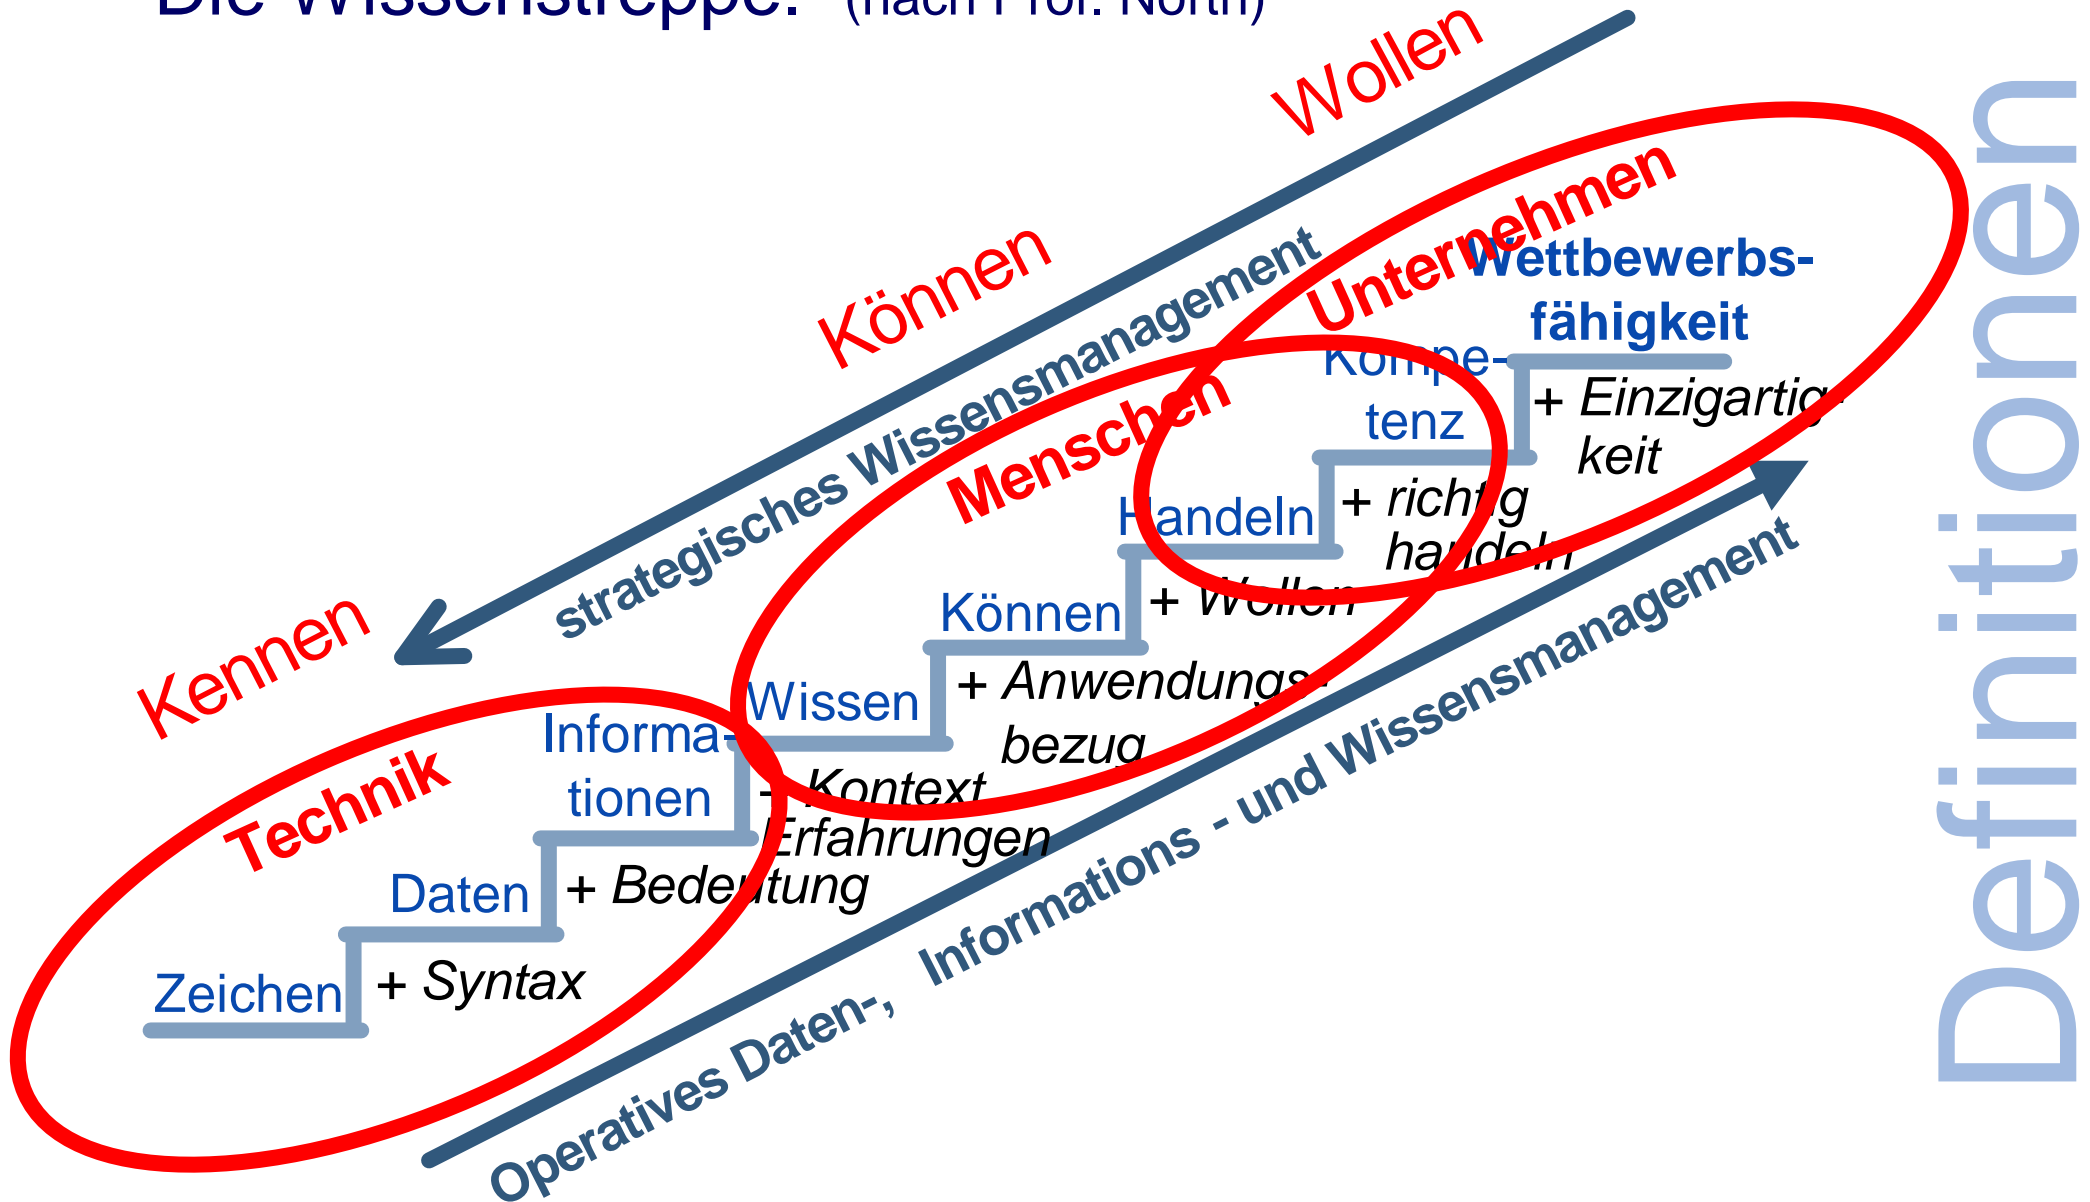 Die Wissenstreppe: (nach Prof. North)
Wollen
Können
Kennen
strategisches Wissensmanagement
Unternehmen
Menschen
Technik
Wettbewerbs-
fähigkeit
Kompe-
tenz
+ Einzigartig-
keit
Handeln
+ richtig
handeln
Können
+ Wollen
Wissen
+ Anwendungs-
bezug
Informa-
tionen
+ Kontext
Erfahrungen
Daten
+ Bedeutung
Zeichen
+ Syntax
Operatives Daten-, Informations - und Wissensmanagement
Definitionen